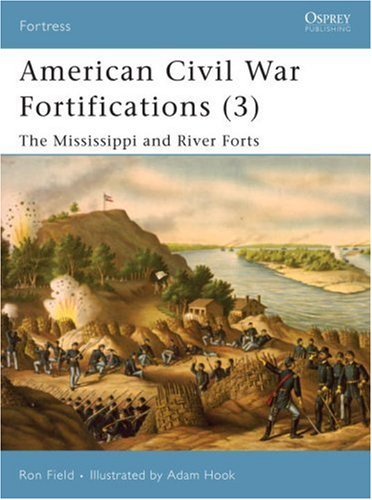 Fortress
OSPREY
PUBLISHING
American Civil War
Fortifications (3)
The Mississippi and River Forts
Ron Field • Illustrated by Adam Hook